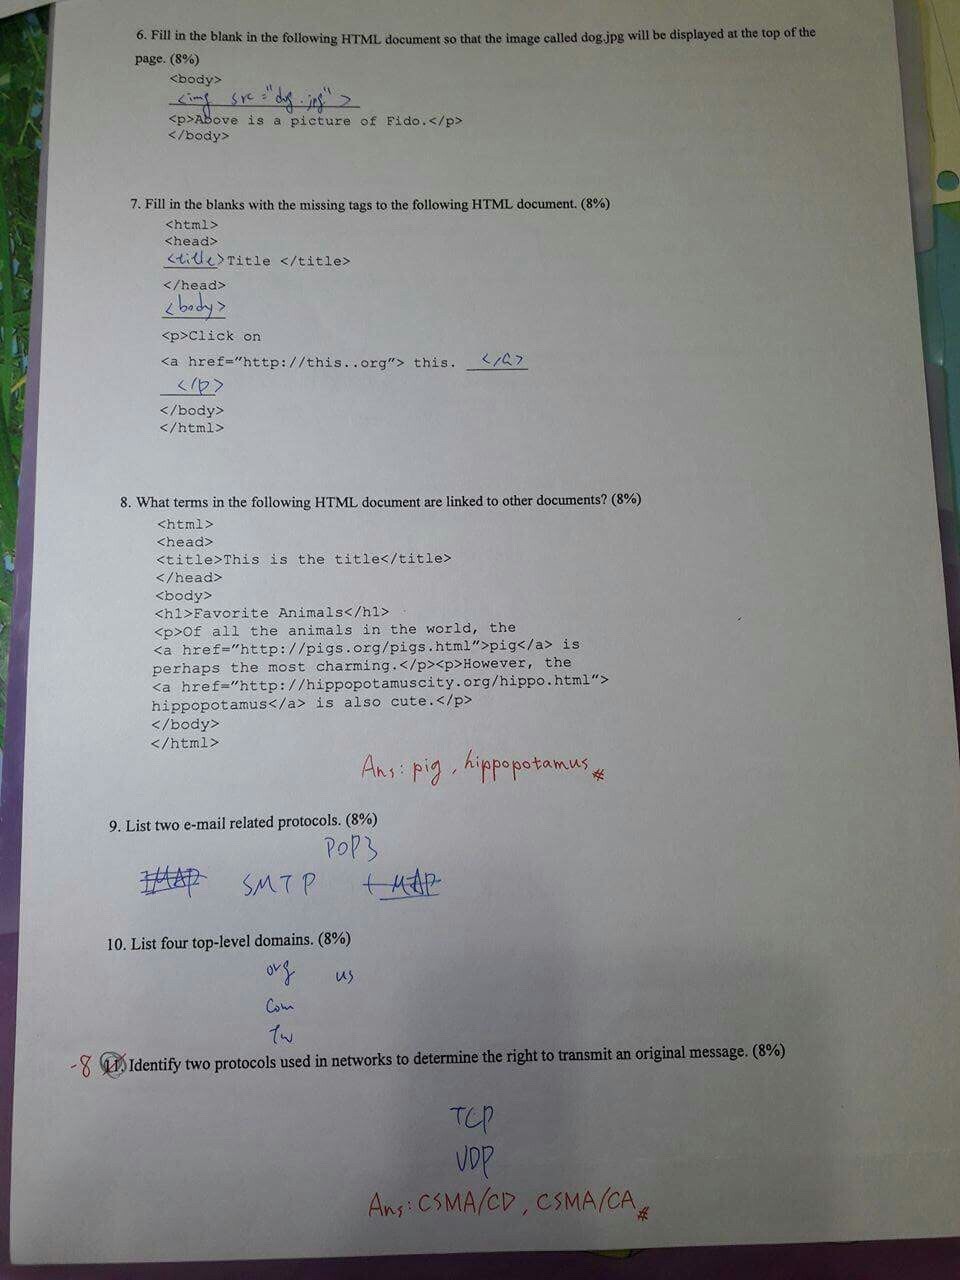 6. Fill in the blank in the following HTML document so that the image called dog.jpg will be displayed at the top of the
page. (8%)
<body>
<img src="dog.jpg">
<p>Above is a picture of Fido.</p>
</body>
7. Fill in the blanks with the missing tags to the following HTML document. (8%)
<html>
<head>
<title>Title </title>
</head>
<body>
<p>Click on
<a href="http://this..org"> this. </a>
</p>
</body>
</html>
8. What terms in the following HTML document are linked to other documents? (8%)
<html>
<head>
<title>This is the title</title>
</head>
<body>
<h1>Favorite Animals</h1>
<p>Of all the animals in the world, the
<a href="http://pigs.org/pigs.html">pig</a> is
perhaps the most charming.</p><p>However, the
<a href="http://hippopotamuscity.org/hippo.html">
hippopotamus</a> is also cute.</p>
</body>
</html>
Ans: pig, hippopotamus #
9. List two e-mail related protocols. (8%)
POP3
IMAP SMTP IMAP
10. List four top-level domains. (8%)
org us
com
tw
-8 11. Identify two protocols used in networks to determine the right to transmit an original message. (8%)
TCP
UDP
Ans: CSMA/CD, CSMA/CA #